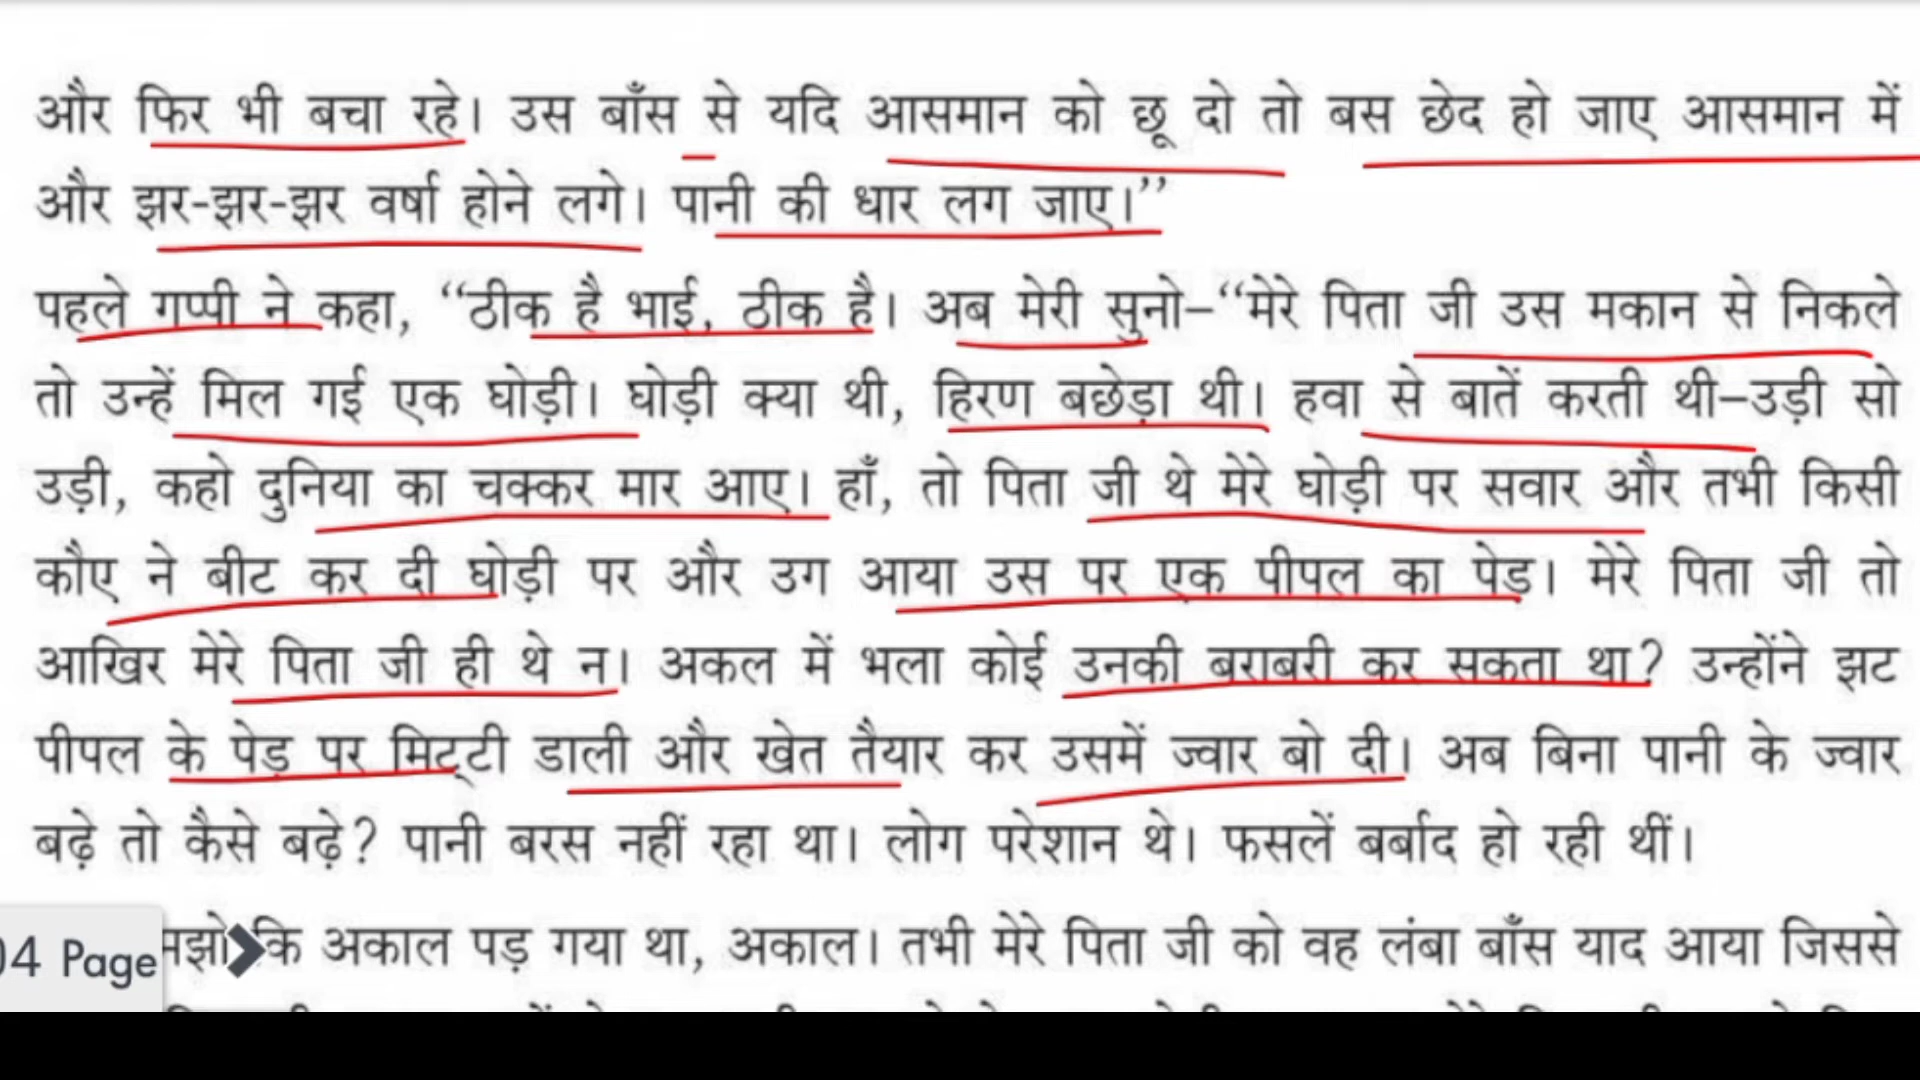 और फिर भी बचा रहे। उस बाँस से यदि आसमान को छू दो तो बस छेद हो जाए आसमान में
और झर-झर-झर वर्षा होने लगे। पानी की धार लग जाए।”
पहले गप्पी ने कहा, “ठीक है भाई, ठीक है। अब मेरी सुनो–“मेरे पिता जी उस मकान से निकले
तो उन्हें मिल गई एक घोड़ी। घोड़ी क्या थी, हिरण बछेड़ा थी। हवा से बातें करती थी–उड़ी सो
उड़ी, कहो दुनिया का चक्कर मार आए। हाँ, तो पिता जी थे मेरे घोड़ी पर सवार और तभी किसी
कौए ने बीट कर दी घोड़ी पर और उग आया उस पर एक पीपल का पेड़। मेरे पिता जी तो
आखिर मेरे पिता जी ही थे न। अकल में भला कोई उनकी बराबरी कर सकता था? उन्होंने झट
पीपल के पेड़ पर मिट्टी डाली और खेत तैयार कर उसमें ज्वार बो दी। अब बिना पानी के ज्वार
बढ़े तो कैसे बढ़े? पानी बरस नहीं रहा था। लोग परेशान थे। फसलें बर्बाद हो रही थीं।
04 Page
कि अकाल पड़ गया था, अकाल। तभी मेरे पिता जी को वह लंबा बाँस याद आया जिससे